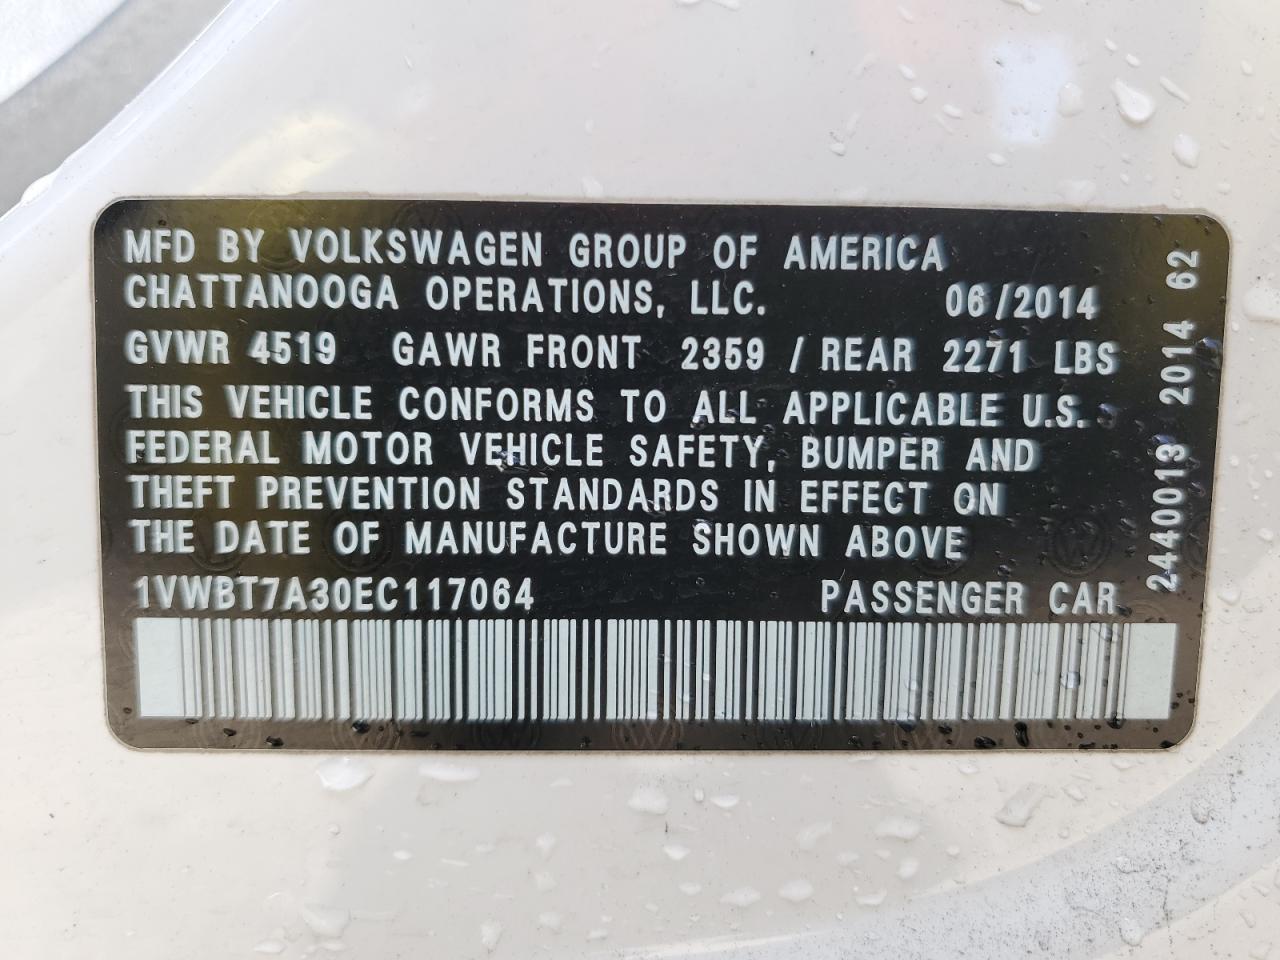 MFD BY VOLKSWAGEN GROUP OF AMERICA
CHATTANOOGA OPERATIONS, LLC. 06/2014
GVWR 4519 GAWR FRONT 2359 / REAR 2271 LBS
THIS VEHICLE CONFORMS TO ALL APPLICABLE U.S.
FEDERAL MOTOR VEHICLE SAFETY, BUMPER AND
THEFT PREVENTION STANDARDS IN EFFECT ON
THE DATE OF MANUFACTURE SHOWN ABOVE
1VWBT7A30EC117064 PASSENGER CAR
2440013 2014 62